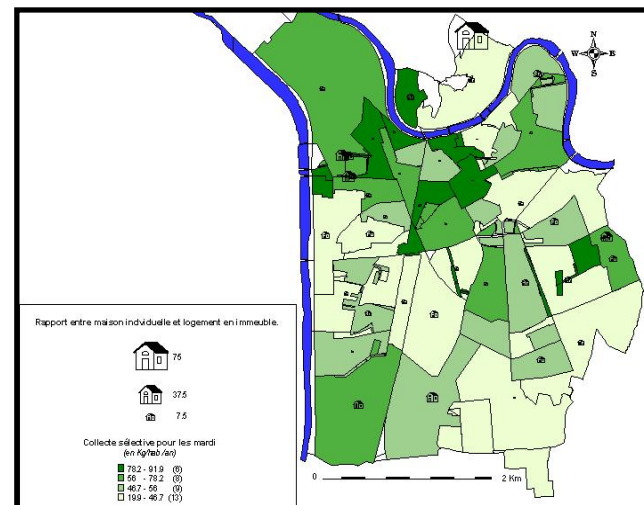 N
W E
S
Rapport entre maison individuelle et logement en immeuble.
75
37.5
7.5
Collecte sélective pour les mardi
(en Kg/hab /an)
78.2 - 91.9 (6)
56 - 78.2 (8)
46.7 - 56 (9)
19.9 - 46.7 (13)
0 2 Km